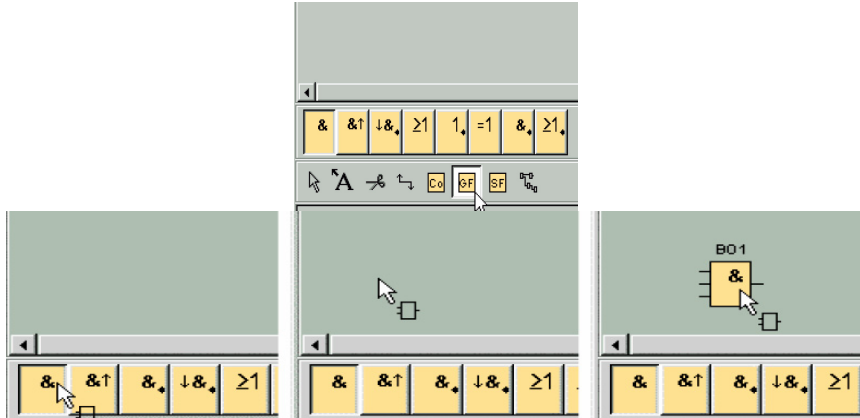 & &↑ ↓&◆ ≥1 1◆ =1 &◆ ≥1◆
A Co GF SF
B01
&
& &↑ &◆ ↓&◆ ≥1
& &↑ &◆ ↓&◆ ≥1
& &↑ &◆ ↓&◆ ≥1